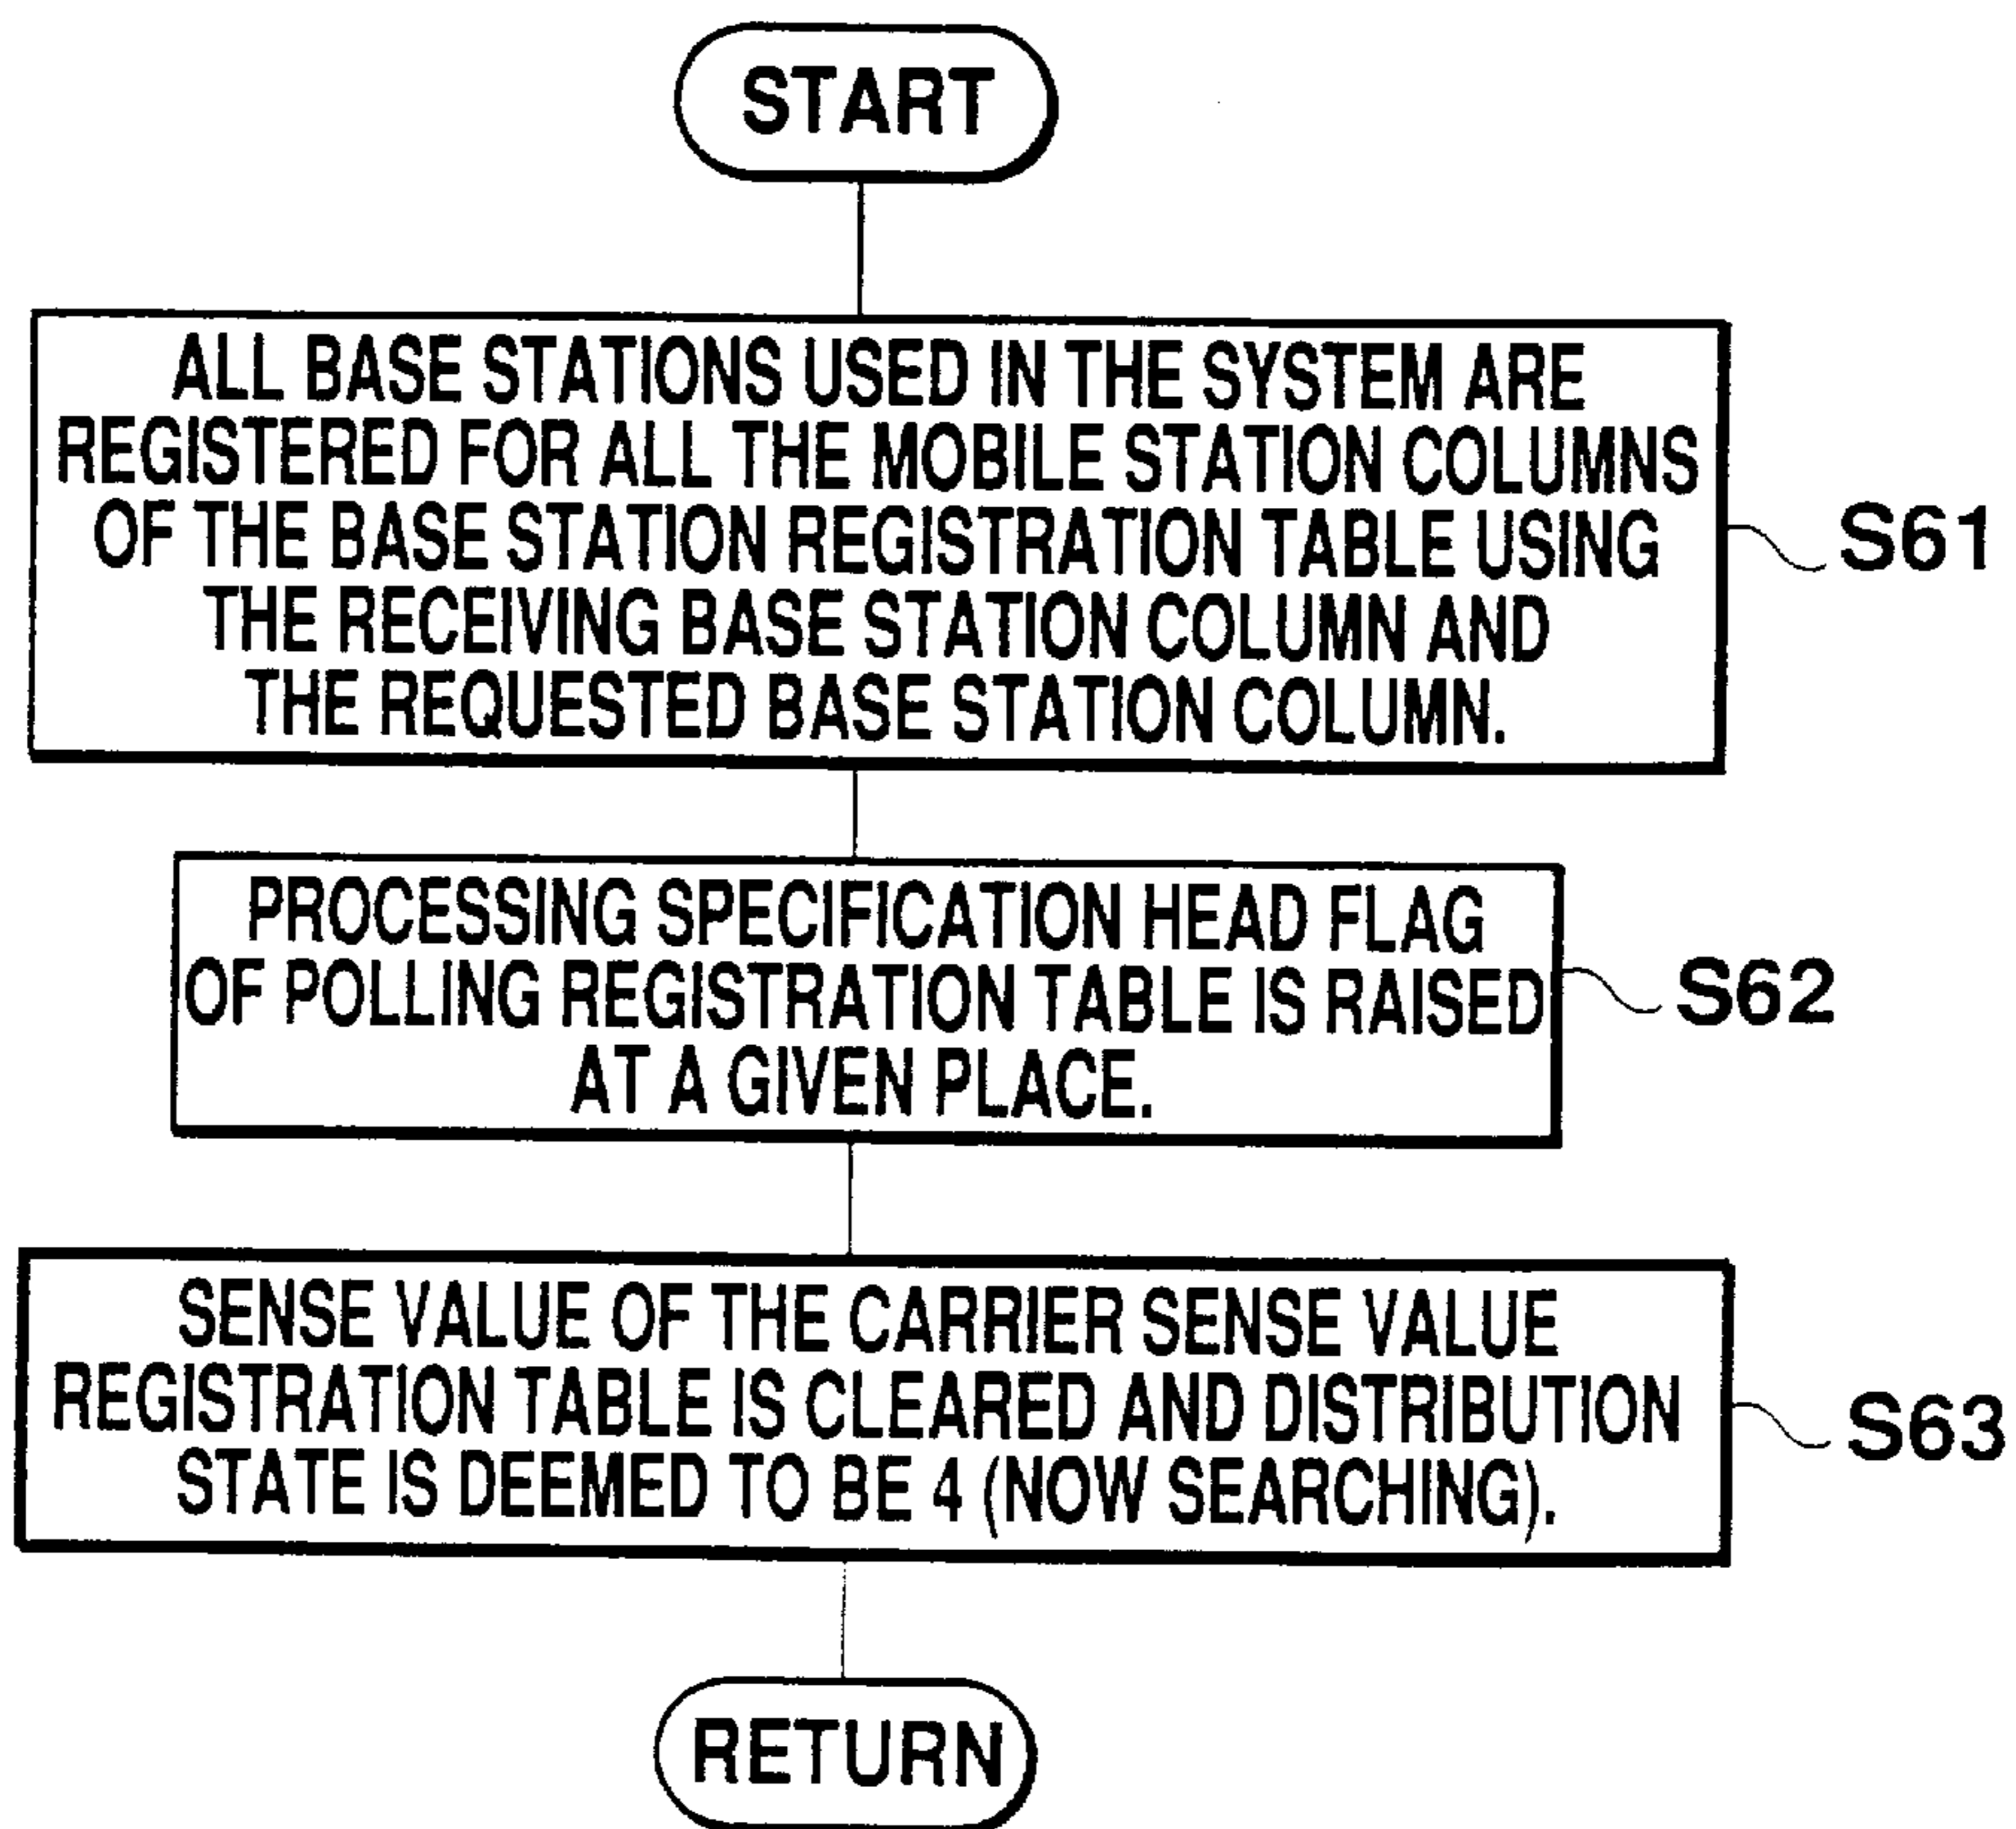 START
ALL BASE STATIONS USED IN THE SYSTEM ARE
REGISTERED FOR ALL THE MOBILE STATION COLUMNS
OF THE BASE STATION REGISTRATION TABLE USING
THE RECEIVING BASE STATION COLUMN AND
THE REQUESTED BASE STATION COLUMN.
S61
PROCESSING SPECIFICATION HEAD FLAG
OF POLLING REGISTRATION TABLE IS RAISED
AT A GIVEN PLACE.
S62
SENSE VALUE OF THE CARRIER SENSE VALUE
REGISTRATION TABLE IS CLEARED AND DISTRIBUTION
STATE IS DEEMED TO BE 4 (NOW SEARCHING).
S63
RETURN